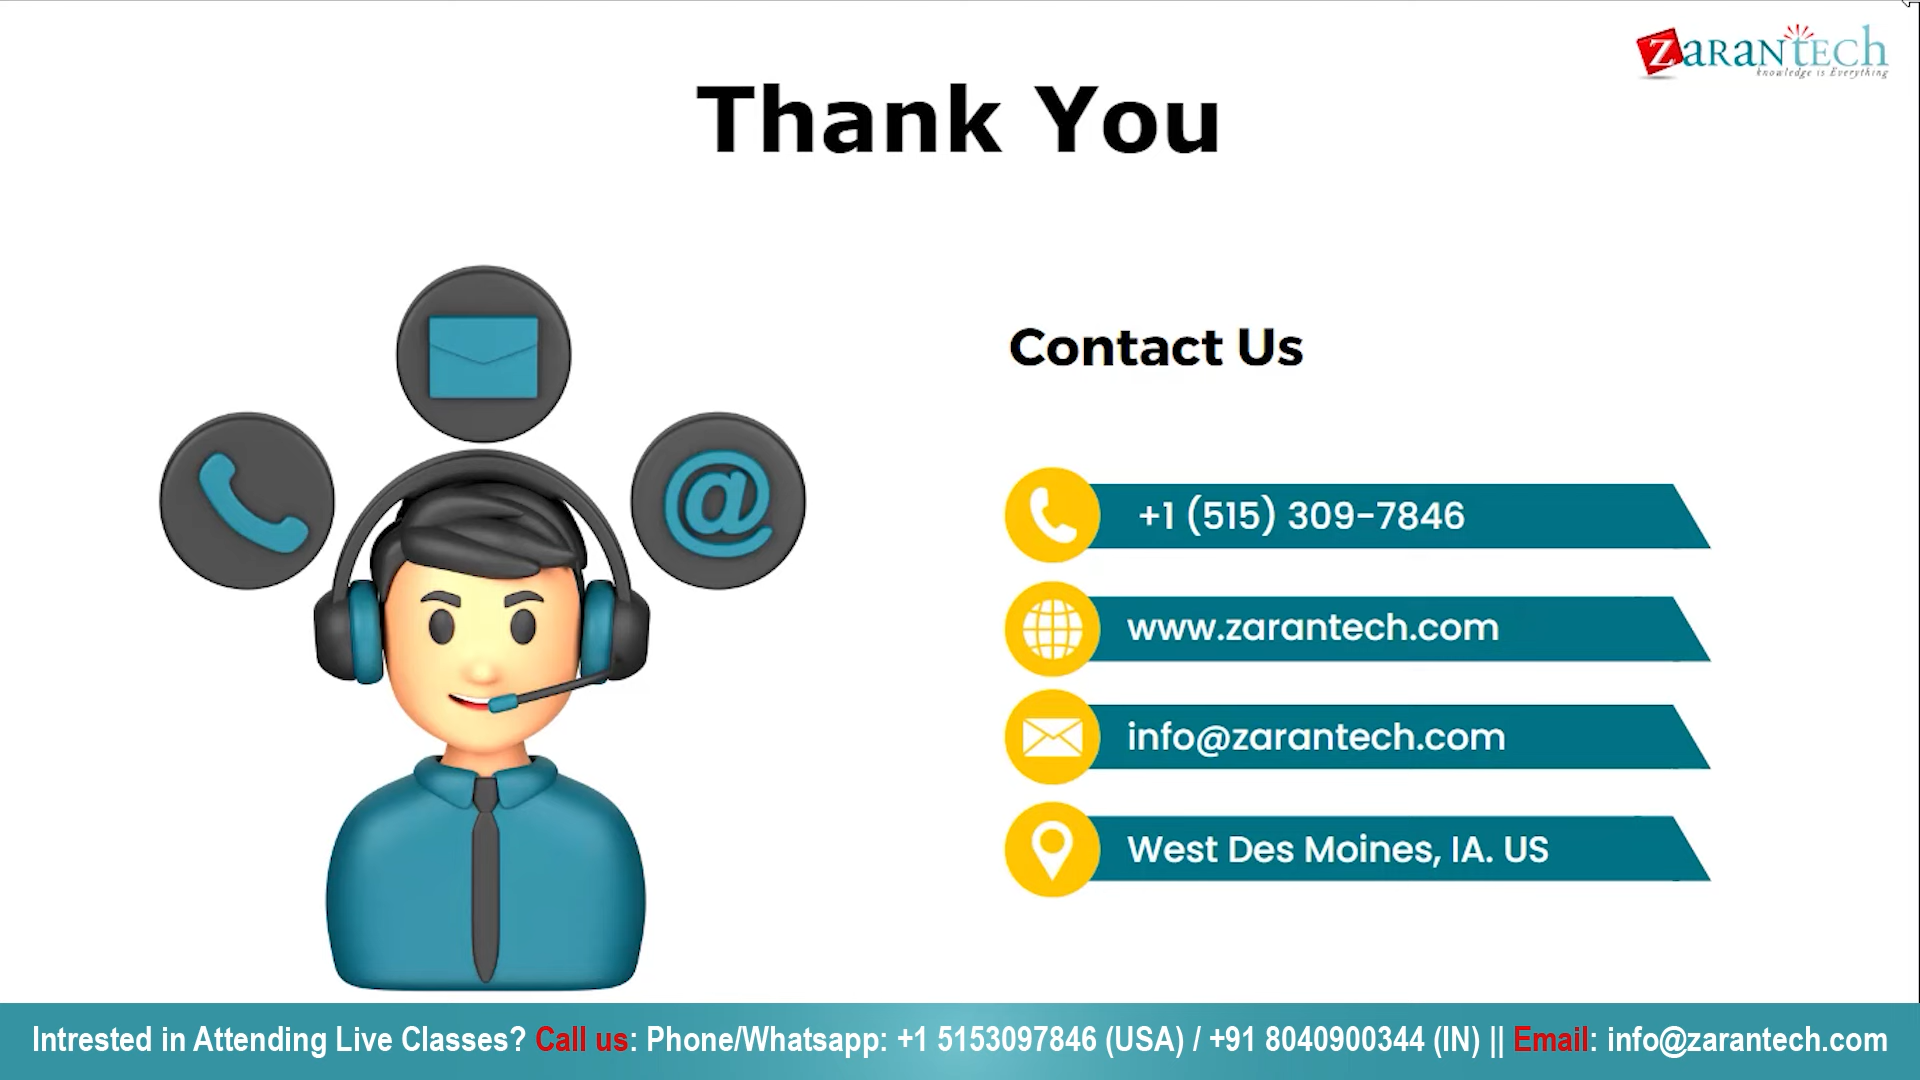 ZARANTECH
knowledge is Everything
Thank You
Contact Us
+1 (515) 309-7846
www.zarantech.com
info@zarantech.com
West Des Moines, IA. US
Intrested in Attending Live Classes? Call us: Phone/Whatsapp: +1 5153097846 (USA) / +91 8040900344 (IN) || Email: info@zarantech.com